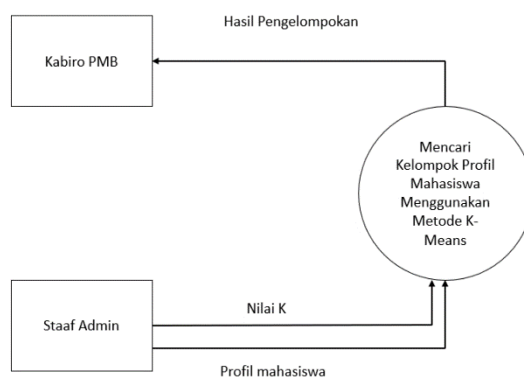 Hasil Pengelompokan
Kabiro PMB
Mencari
Kelompok Profil
Mahasiswa
Menggunakan
Metode K-
Means
Staaf Admin
Nilai K
Profil mahasiswa